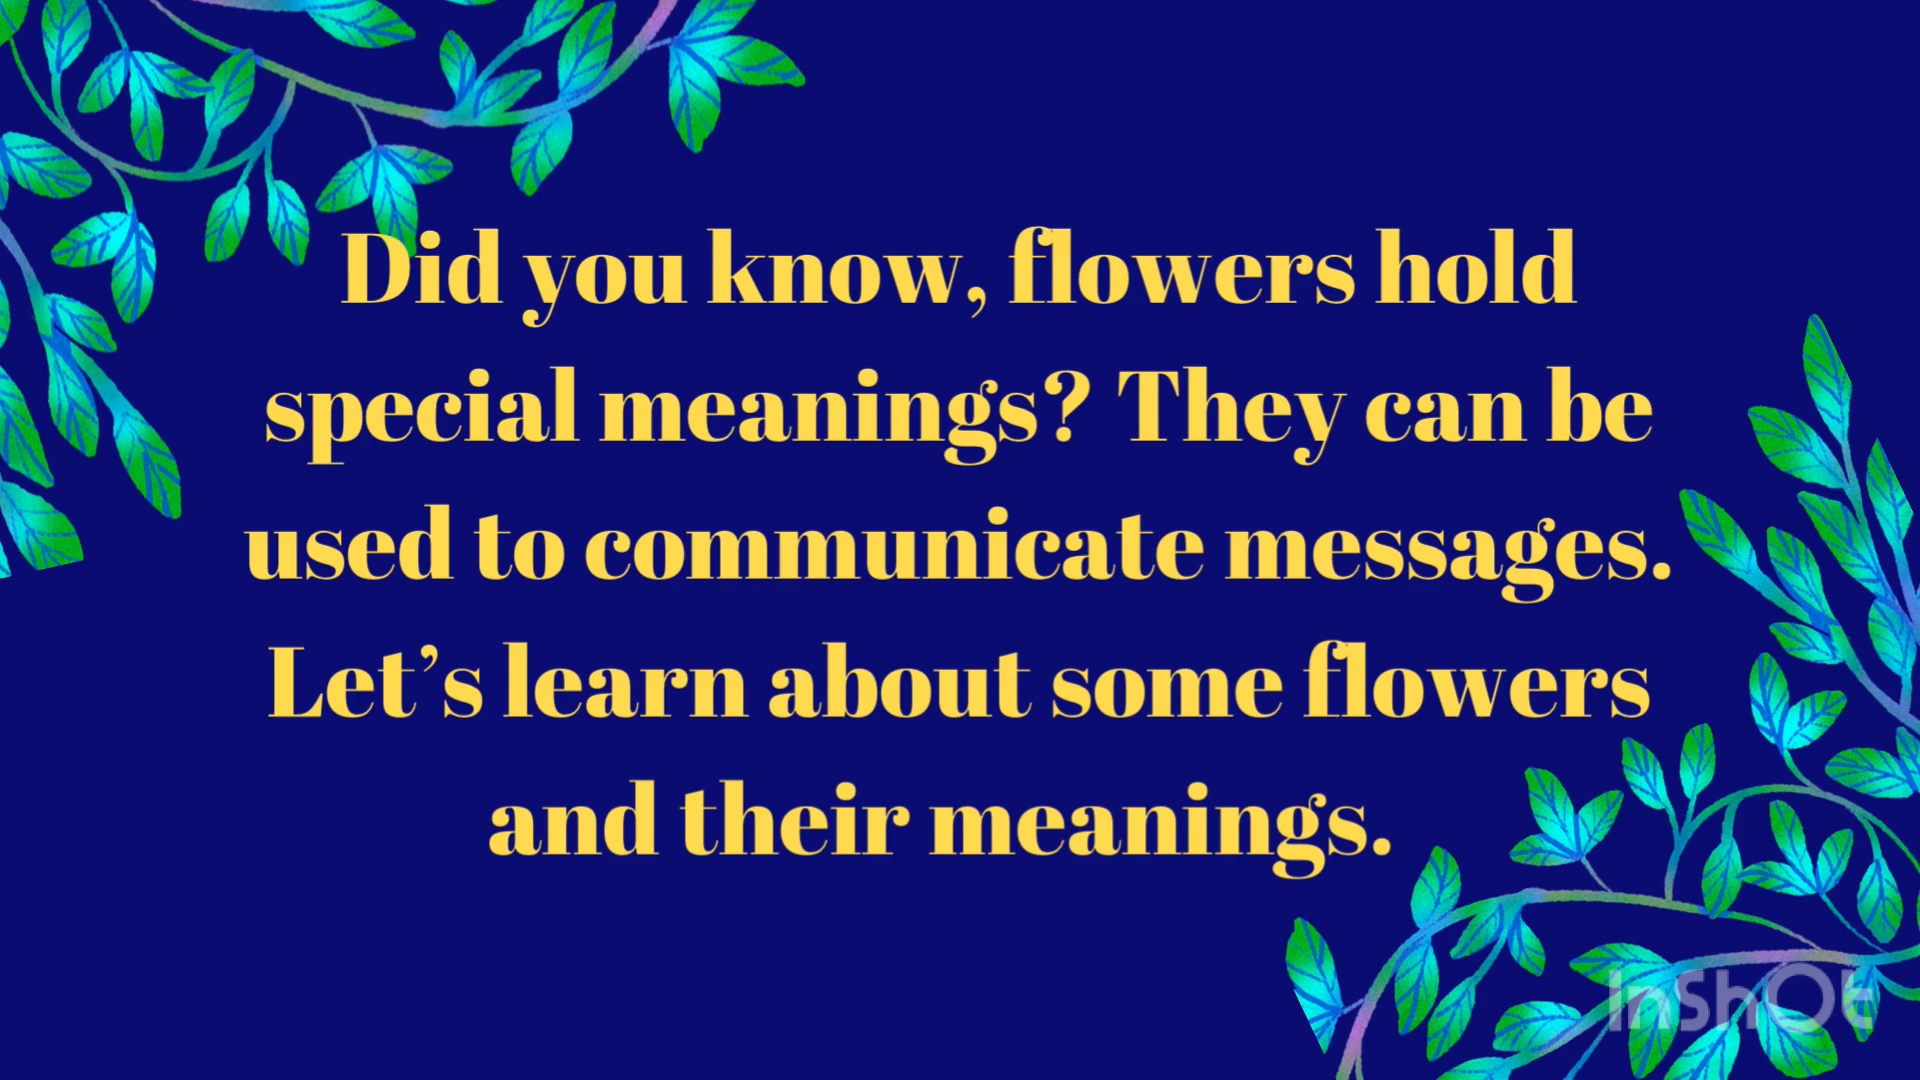 Did you know, flowers hold
special meanings? They can be
used to communicate messages.
Let’s learn about some flowers
and their meanings.
InShOt